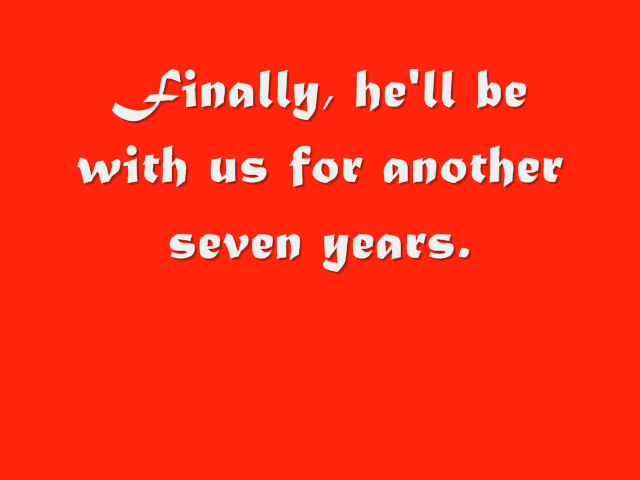 Finally, he'll be
with us for another
seven years.